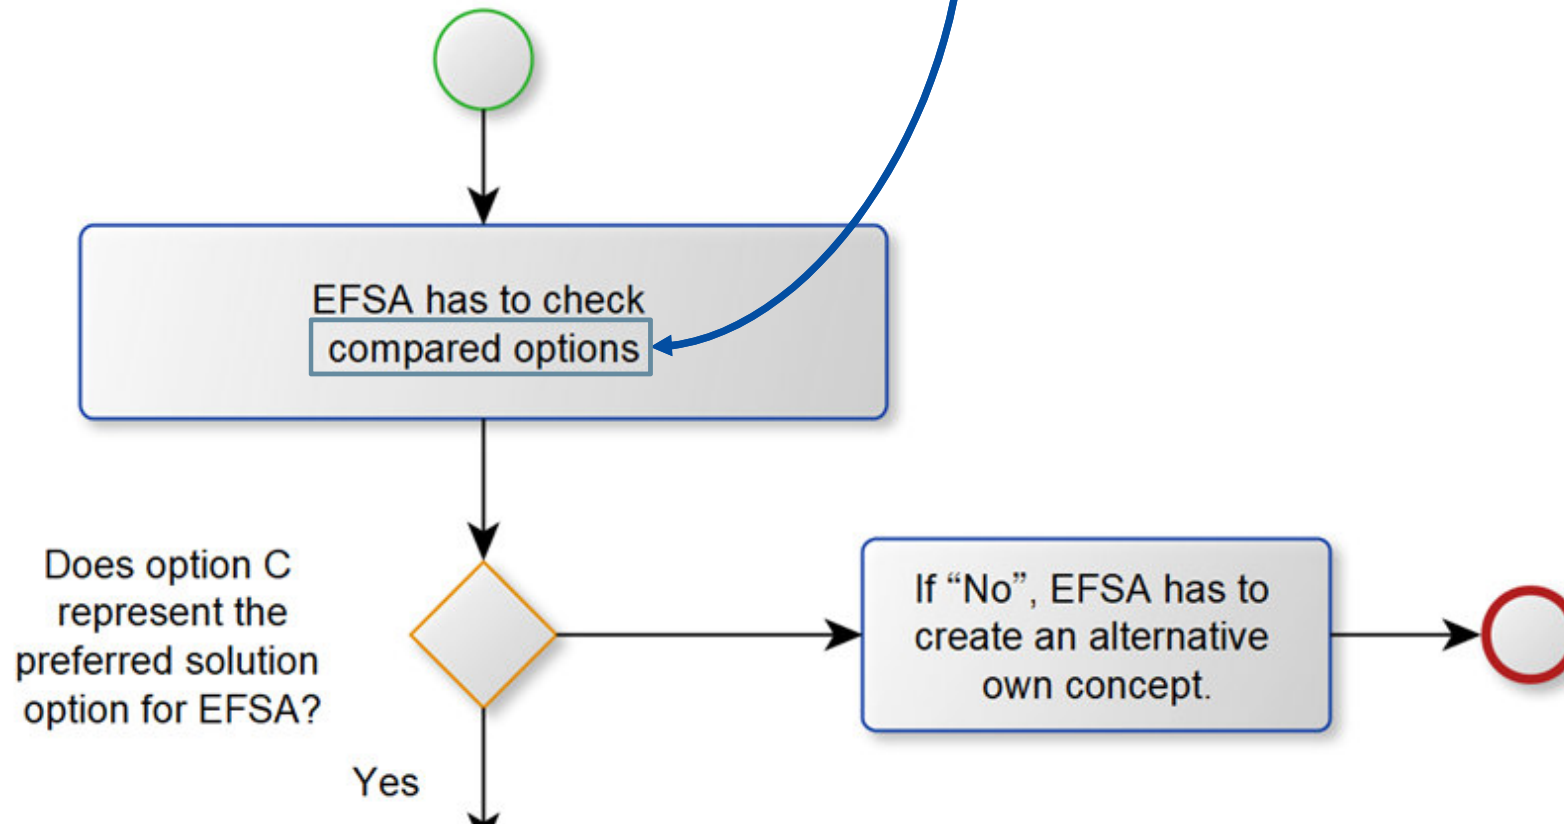 EFSA has to check
compared options
Does option C
represent the
preferred solution
option for EFSA?
If “No”, EFSA has to
create an alternative
own concept.
Yes